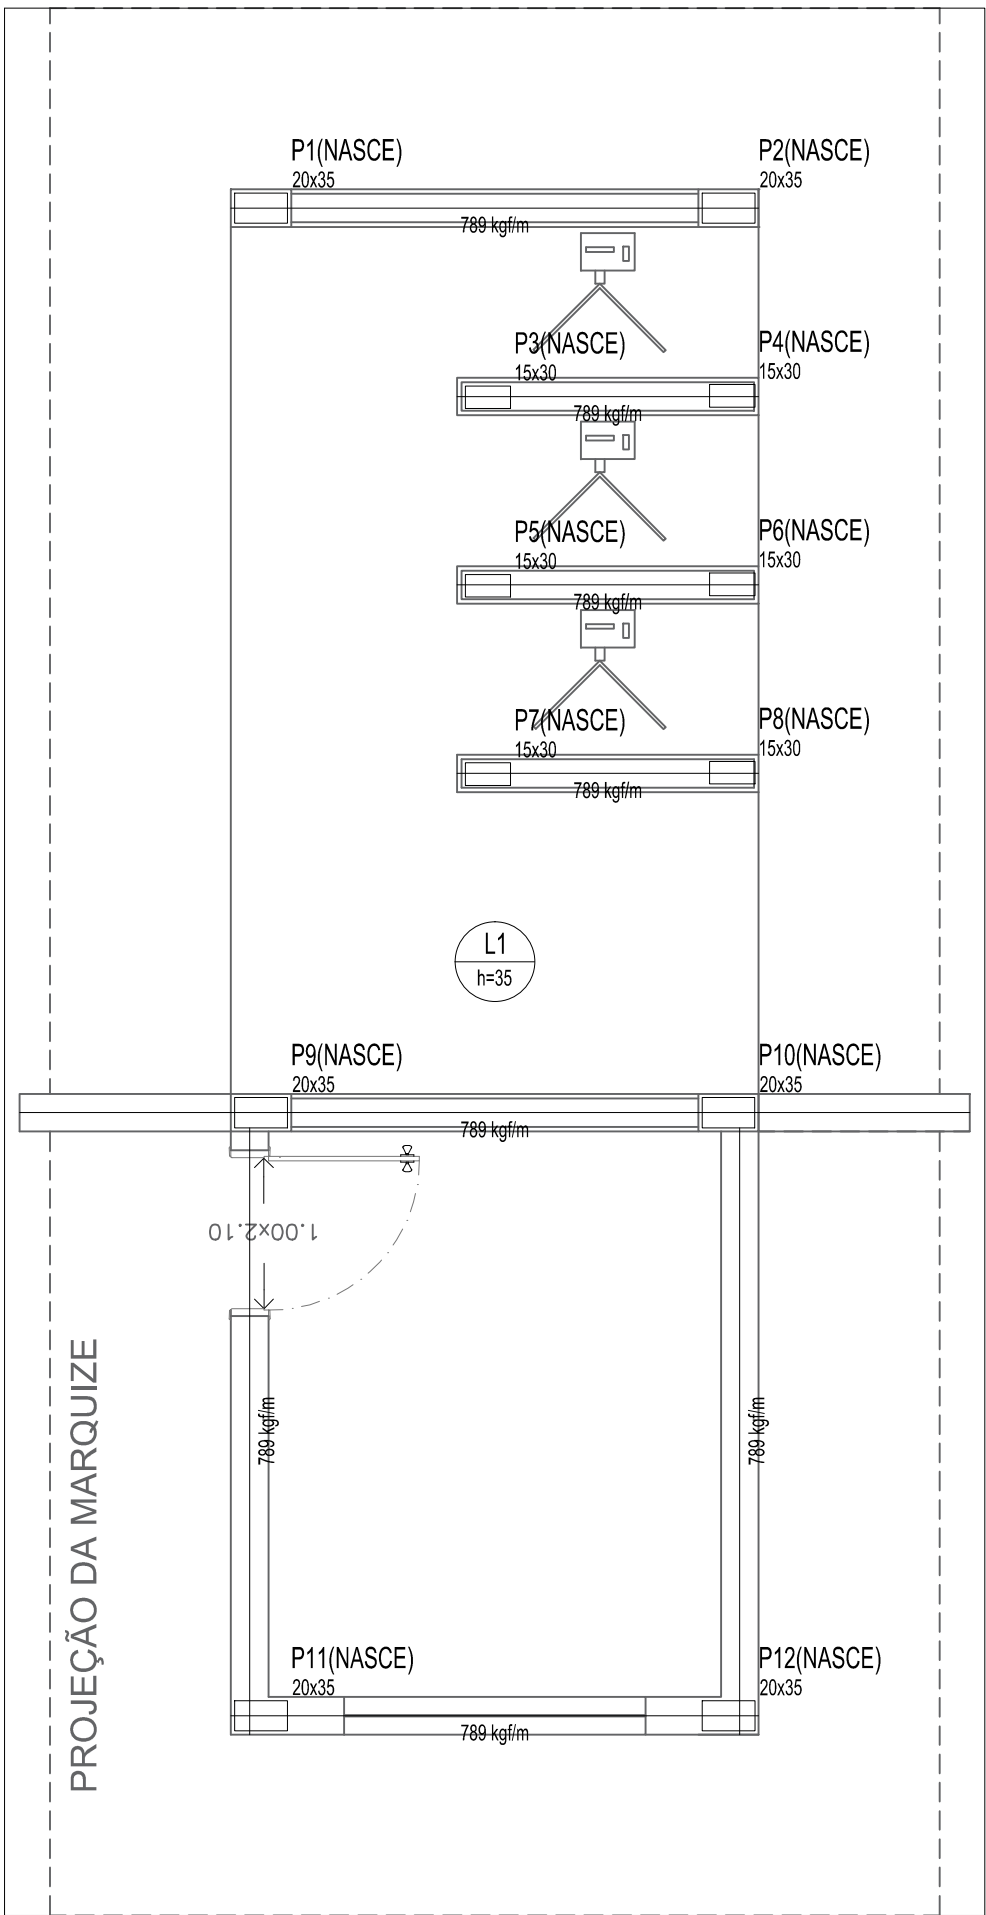 P1(NASCE)
20x35
P2(NASCE)
20x35
789 kgf/m
P3(NASCE)
15x30
P4(NASCE)
15x30
789 kgf/m
P5(NASCE)
15x30
P6(NASCE)
15x30
789 kgf/m
P7(NASCE)
15x30
P8(NASCE)
15x30
789 kgf/m
L1
h=35
P9(NASCE)
20x35
P10(NASCE)
20x35
789 kgf/m
1.00x2.10
789 kgf/m
789 kgf/m
PROJEÇÃO DA MARQUIZE
P11(NASCE)
20x35
P12(NASCE)
20x35
789 kgf/m